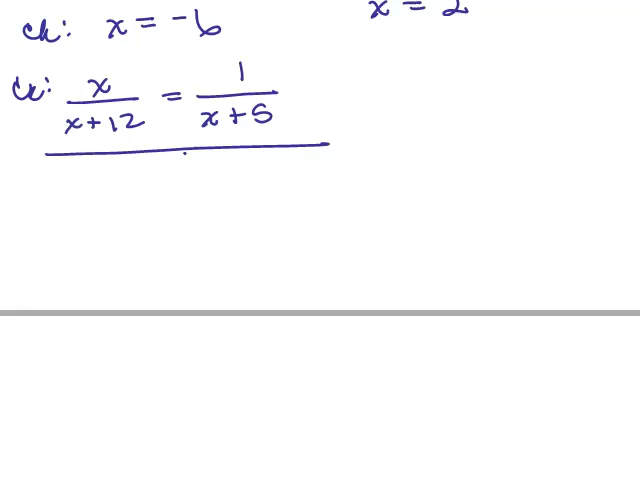 ck: x = -6
x = 2
ck: x/(x+12) = 1/(x+5)